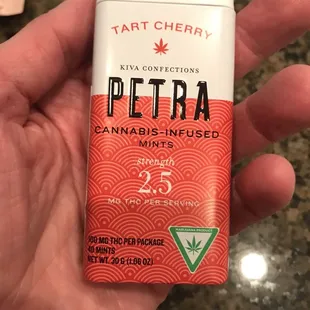 TART CHERRY
KIVA CONFECTIONS
PETRA
CANNABIS-INFUSED
MINTS
strength
2.5
MG THC PER SERVING
100 MG THC PER PACKAGE
40 MINTS
NET WT. 30 G (1.06 OZ)